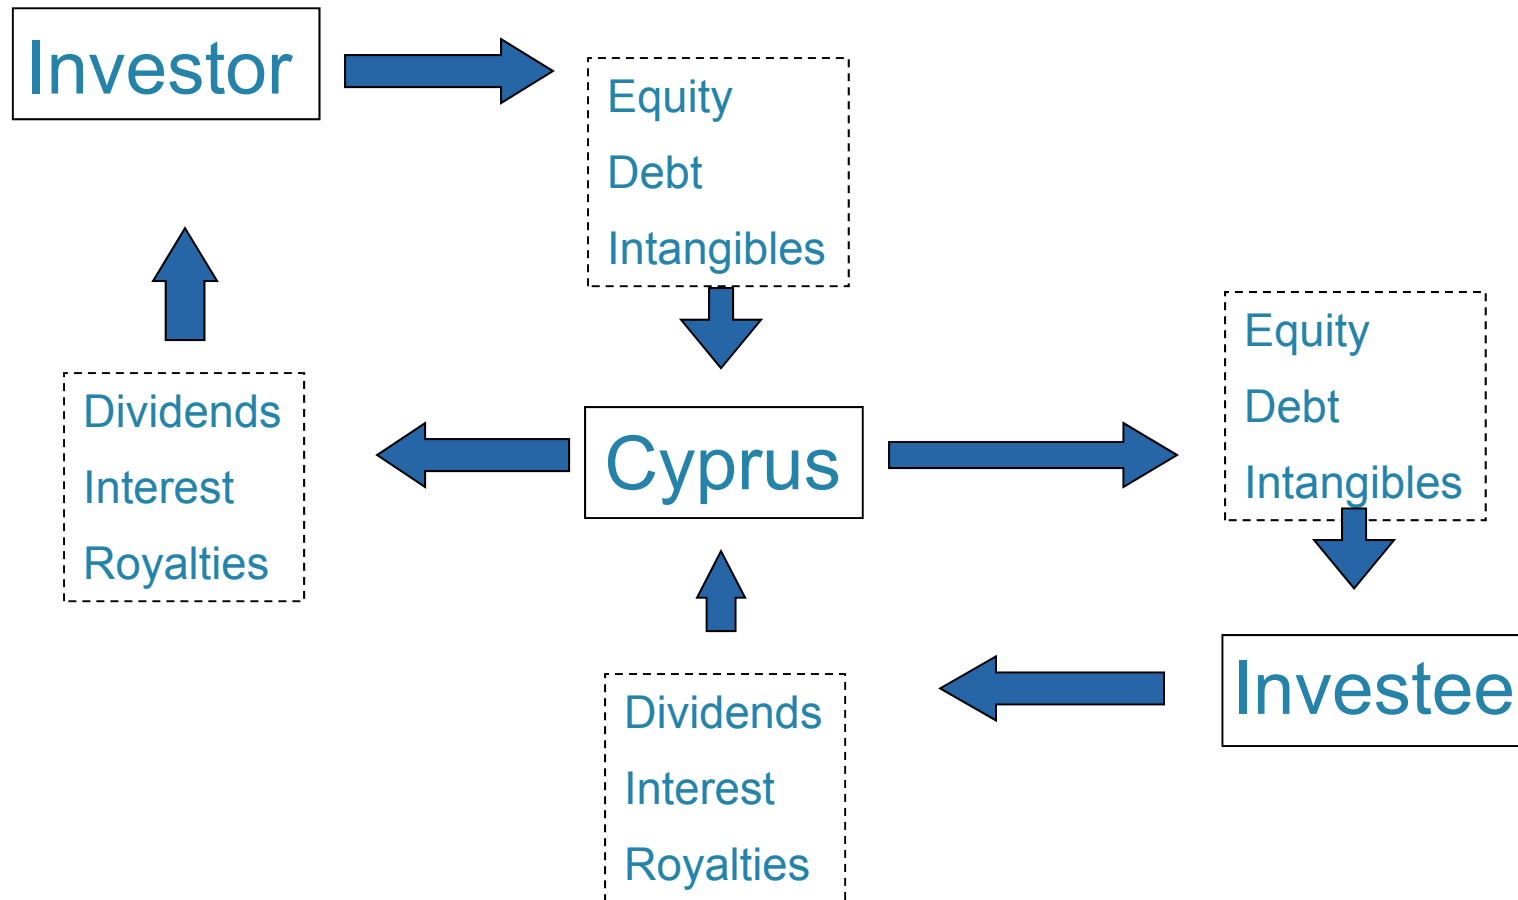 Investor
Equity
Debt
Intangibles
Equity
Debt
Intangibles
Dividends
Interest
Royalties
Cyprus
Investee
Dividends
Interest
Royalties